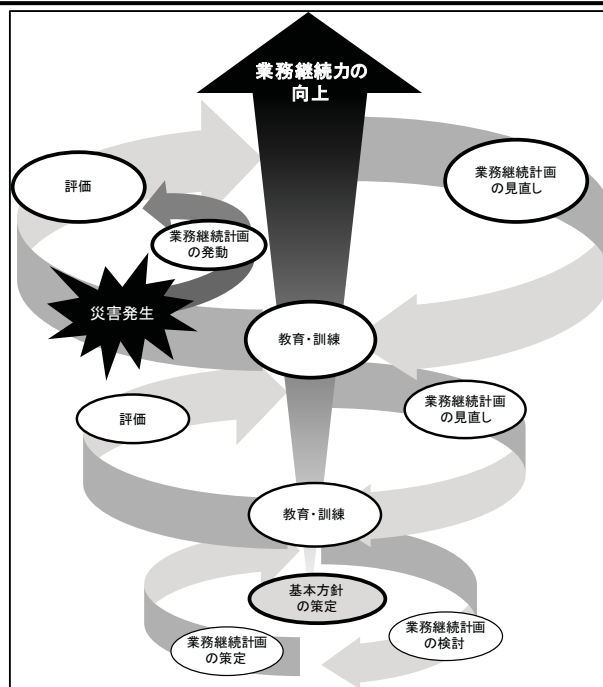 業務継続力の
向上
評価
業務継続計画
の見直し
業務継続計画
の発動
災害発生
教育・訓練
評価
業務継続計画
の見直し
教育・訓練
基本方針
の策定
業務継続計画
の策定
業務継続計画
の検討